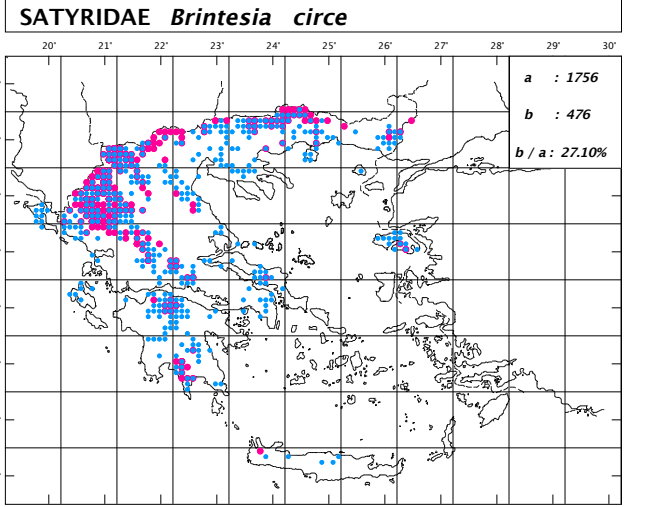 SATYRIDAE Brintesia circe
20° 21° 22° 23° 24° 25° 26° 27° 28° 29° 30°
a : 1756
b : 476
b / a : 27.10%